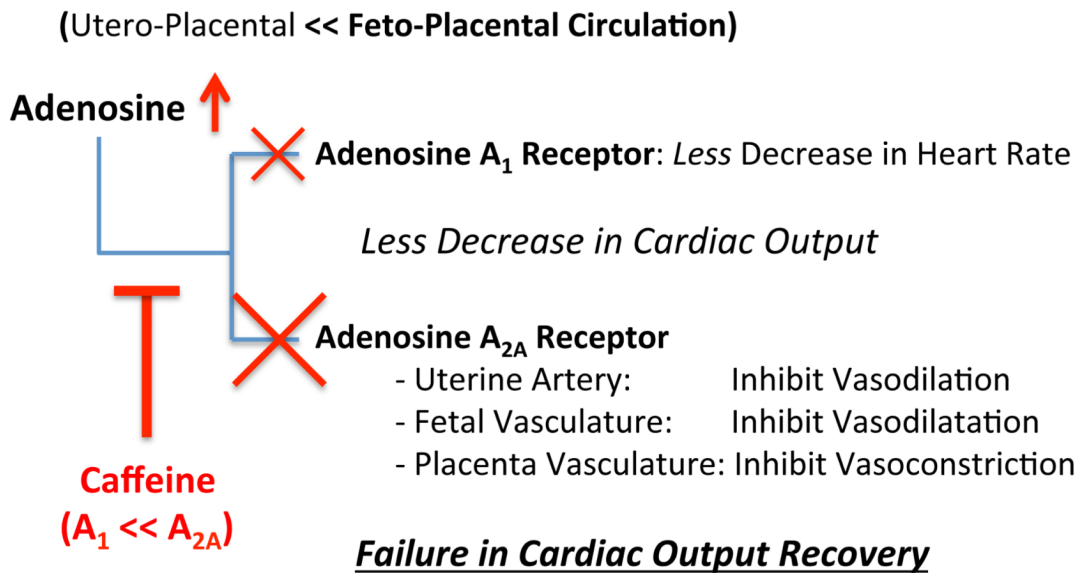 (Utero-Placental << Feto-Placental Circulation)
Adenosine
Adenosine A₁ Receptor: Less Decrease in Heart Rate
Less Decrease in Cardiac Output
Adenosine A₂A Receptor
- Uterine Artery: Inhibit Vasodilation
- Fetal Vasculature: Inhibit Vasodilatation
- Placenta Vasculature: Inhibit Vasoconstriction
Caffeine
(A₁ << A₂A)
Failure in Cardiac Output Recovery